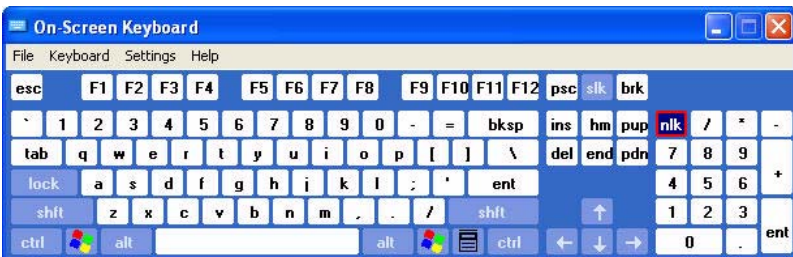 On-Screen Keyboard
File Keyboard Settings Help
esc F1 F2 F3 F4 F5 F6 F7 F8 F9 F10 F11 F12 psc slk brk
` 1 2 3 4 5 6 7 8 9 0 - = bksp ins hm pup nlk / * -
tab q w e r t y u i o p [ ] \ del end pdn 7 8 9 +
lock a s d f g h j k l ; ' ent 4 5 6
shft z x c v b n m , . / shft ↑ 1 2 3 ent
ctrl alt alt ctrl ← ↓ → 0 .